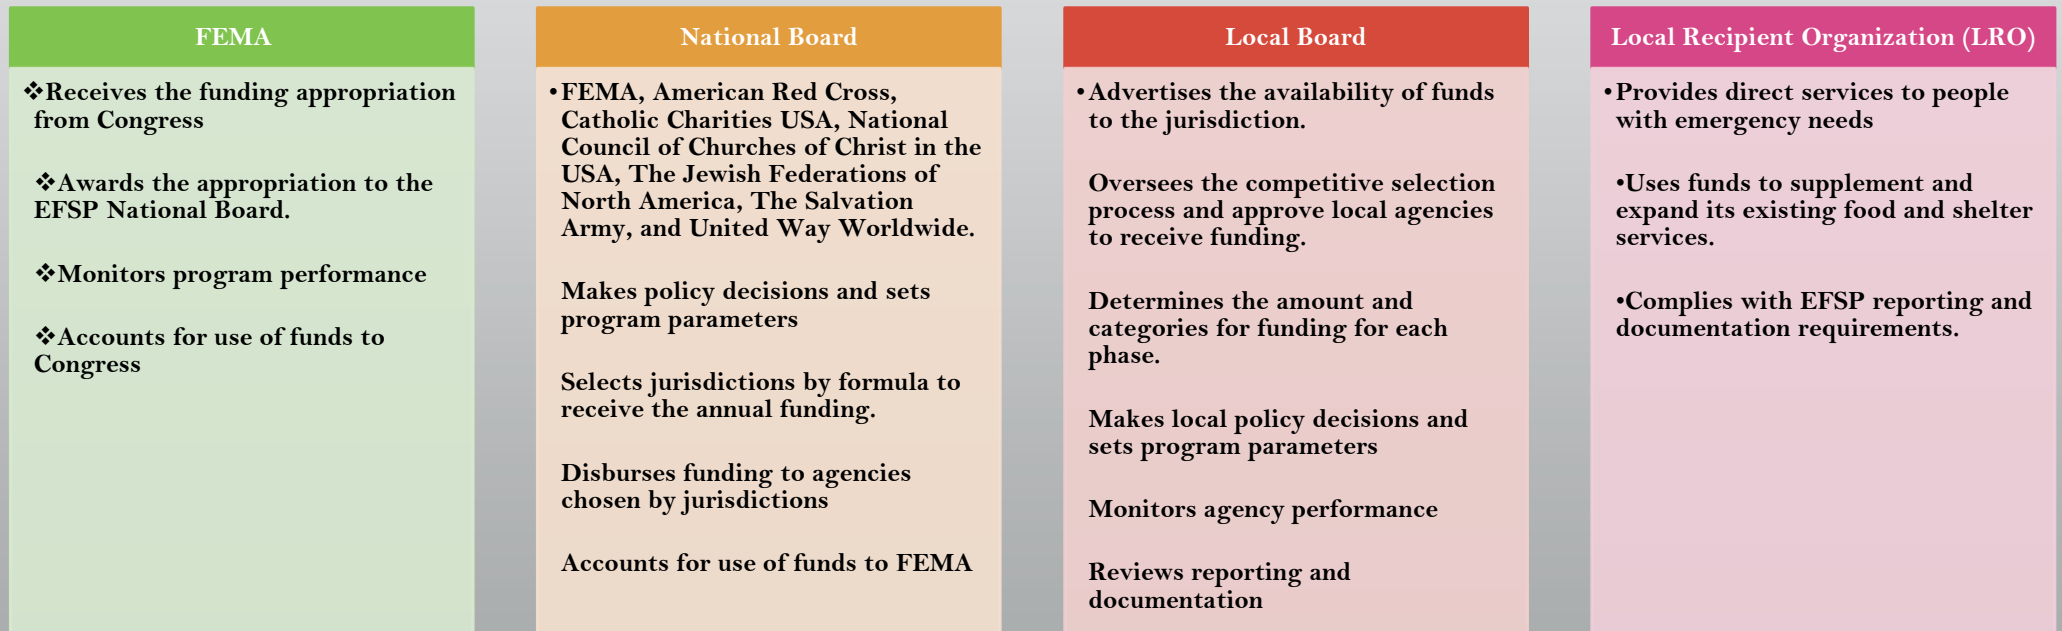 FEMA
❖Receives the funding appropriation
from Congress
❖Awards the appropriation to the
EFSP National Board.
❖Monitors program performance
❖Accounts for use of funds to
Congress
National Board
•FEMA, American Red Cross,
Catholic Charities USA, National
Council of Churches of Christ in the
USA, The Jewish Federations of
North America, The Salvation
Army, and United Way Worldwide.
Makes policy decisions and sets
program parameters
Selects jurisdictions by formula to
receive the annual funding.
Disburses funding to agencies
chosen by jurisdictions
Accounts for use of funds to FEMA
Local Board
•Advertises the availability of funds
to the jurisdiction.
Oversees the competitive selection
process and approve local agencies
to receive funding.
Determines the amount and
categories for funding for each
phase.
Makes local policy decisions and
sets program parameters
Monitors agency performance
Reviews reporting and
documentation
Local Recipient Organization (LRO)
•Provides direct services to people
with emergency needs
•Uses funds to supplement and
expand its existing food and shelter
services.
•Complies with EFSP reporting and
documentation requirements.